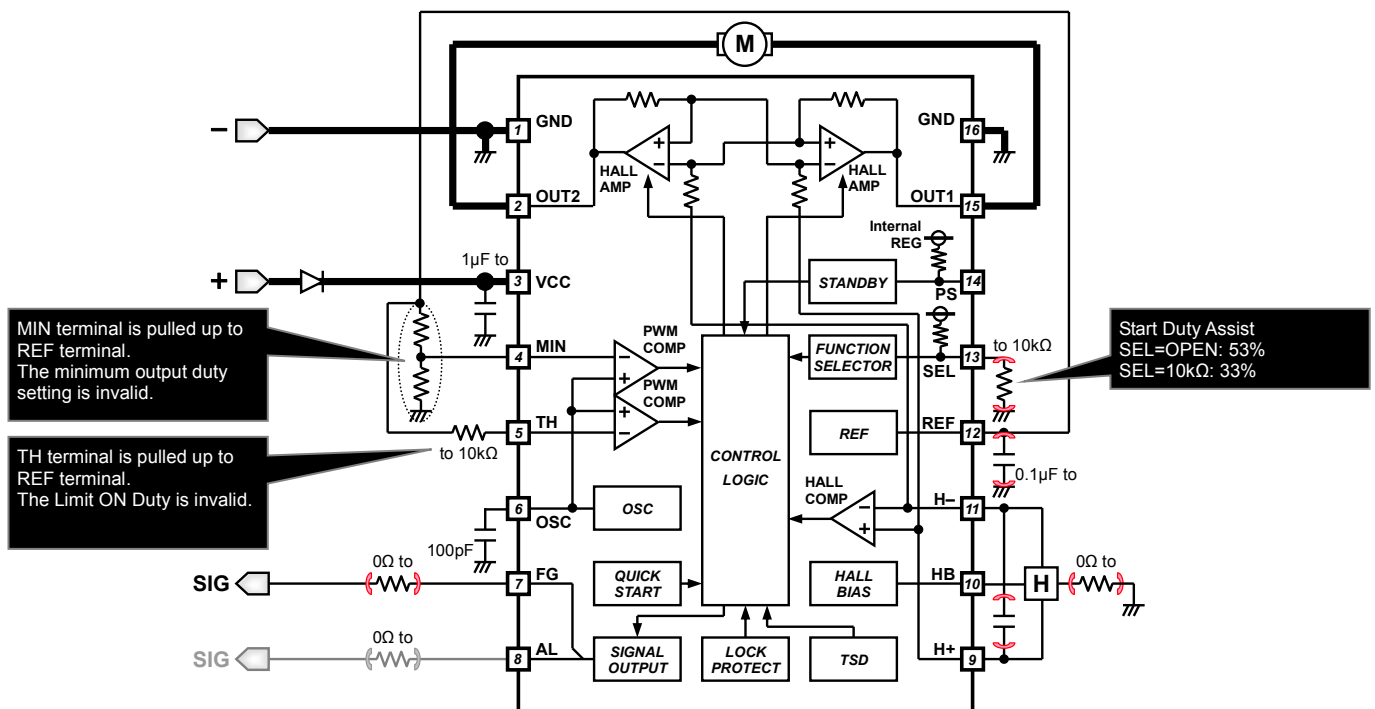 M
−
1
GND
GND
16
HALL
AMP
HALL
AMP
2
OUT2
OUT1
15
Internal
REG
+
1µF to
3
VCC
STANDBY
PS
14
MIN terminal is pulled up to
REF terminal.
The minimum output duty
setting is invalid.
4
MIN
PWM
COMP
PWM
COMP
FUNCTION
SELECTOR
SEL
13
to 10kΩ
Start Duty Assist
SEL=OPEN: 53%
SEL=10kΩ: 33%
5
TH
to 10kΩ
REF
REF
12
0.1µF to
TH terminal is pulled up to
REF terminal.
The Limit ON Duty is invalid.
CONTROL
LOGIC
HALL
COMP
−
+
H−
11
6
OSC
OSC
100pF
SIG
0Ω to
7
FG
QUICK
START
HALL
BIAS
HB
10
H
0Ω to
SIG
0Ω to
8
AL
SIGNAL
OUTPUT
LOCK
PROTECT
TSD
H+
9